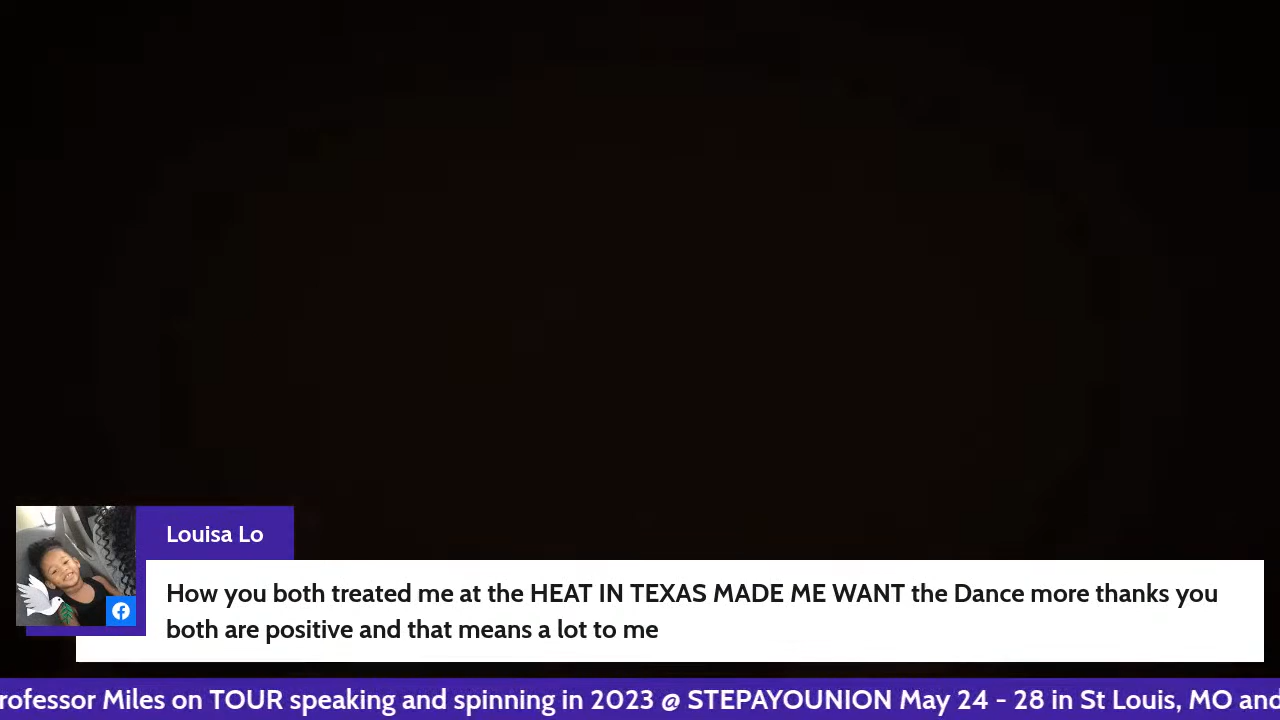 Louisa Lo
How you both treated me at the HEAT IN TEXAS MADE ME WANT the Dance more thanks you
both are positive and that means a lot to me
rofessor Miles on TOUR speaking and spinning in 2023 @ STEPAYOUNION May 24 - 28 in St Louis, MO and